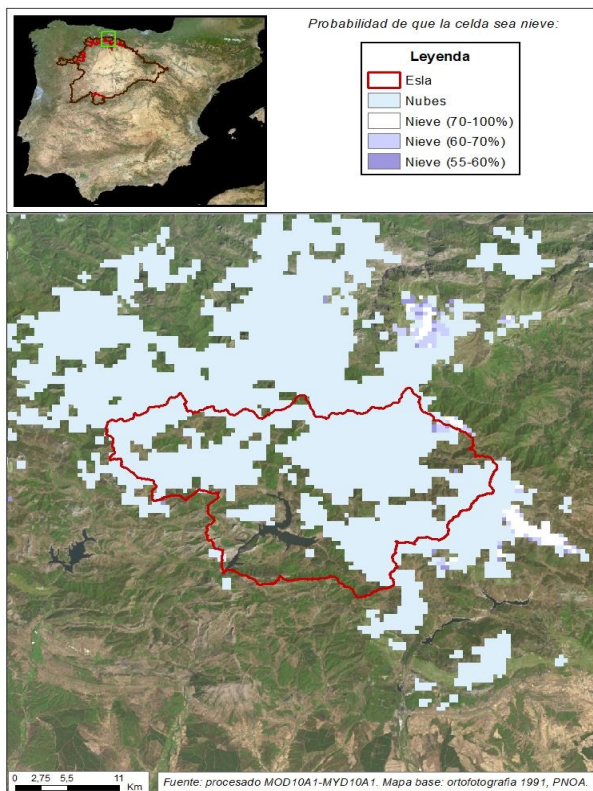 Probabilidad de que la celda sea nieve:
Leyenda
Esla
Nubes
Nieve (70-100%)
Nieve (60-70%)
Nieve (55-60%)
0 2,75 5,5 11
Km
Fuente: procesado MOD10A1-MYD10A1. Mapa base: ortofotografía 1991, PNOA.